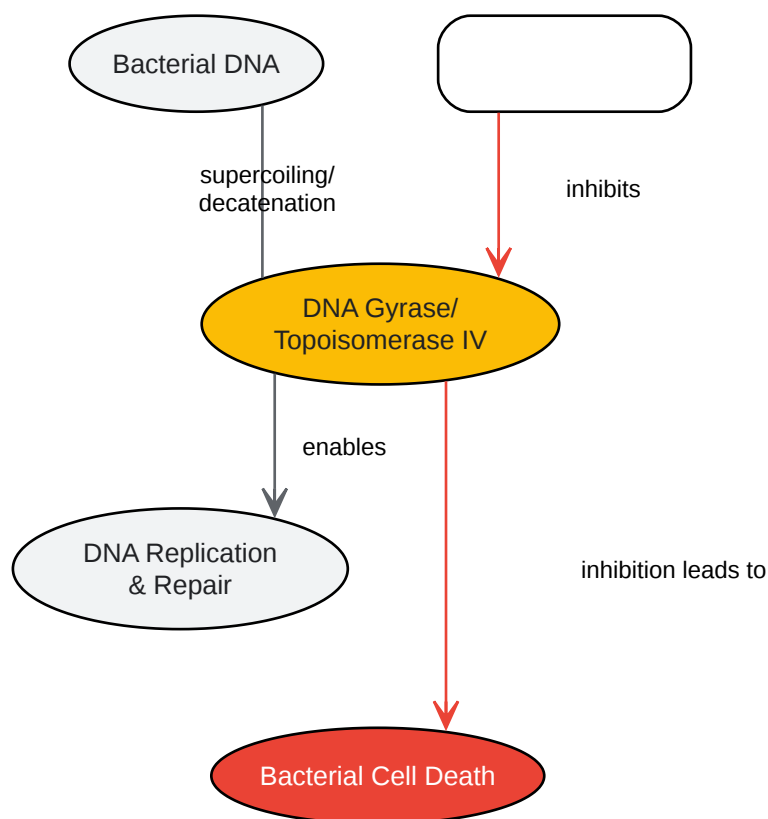 Bacterial DNA
supercoiling/
decatenation
inhibits
DNA Gyrase/
Topoisomerase IV
enables
DNA Replication
& Repair
inhibition leads to
Bacterial Cell Death